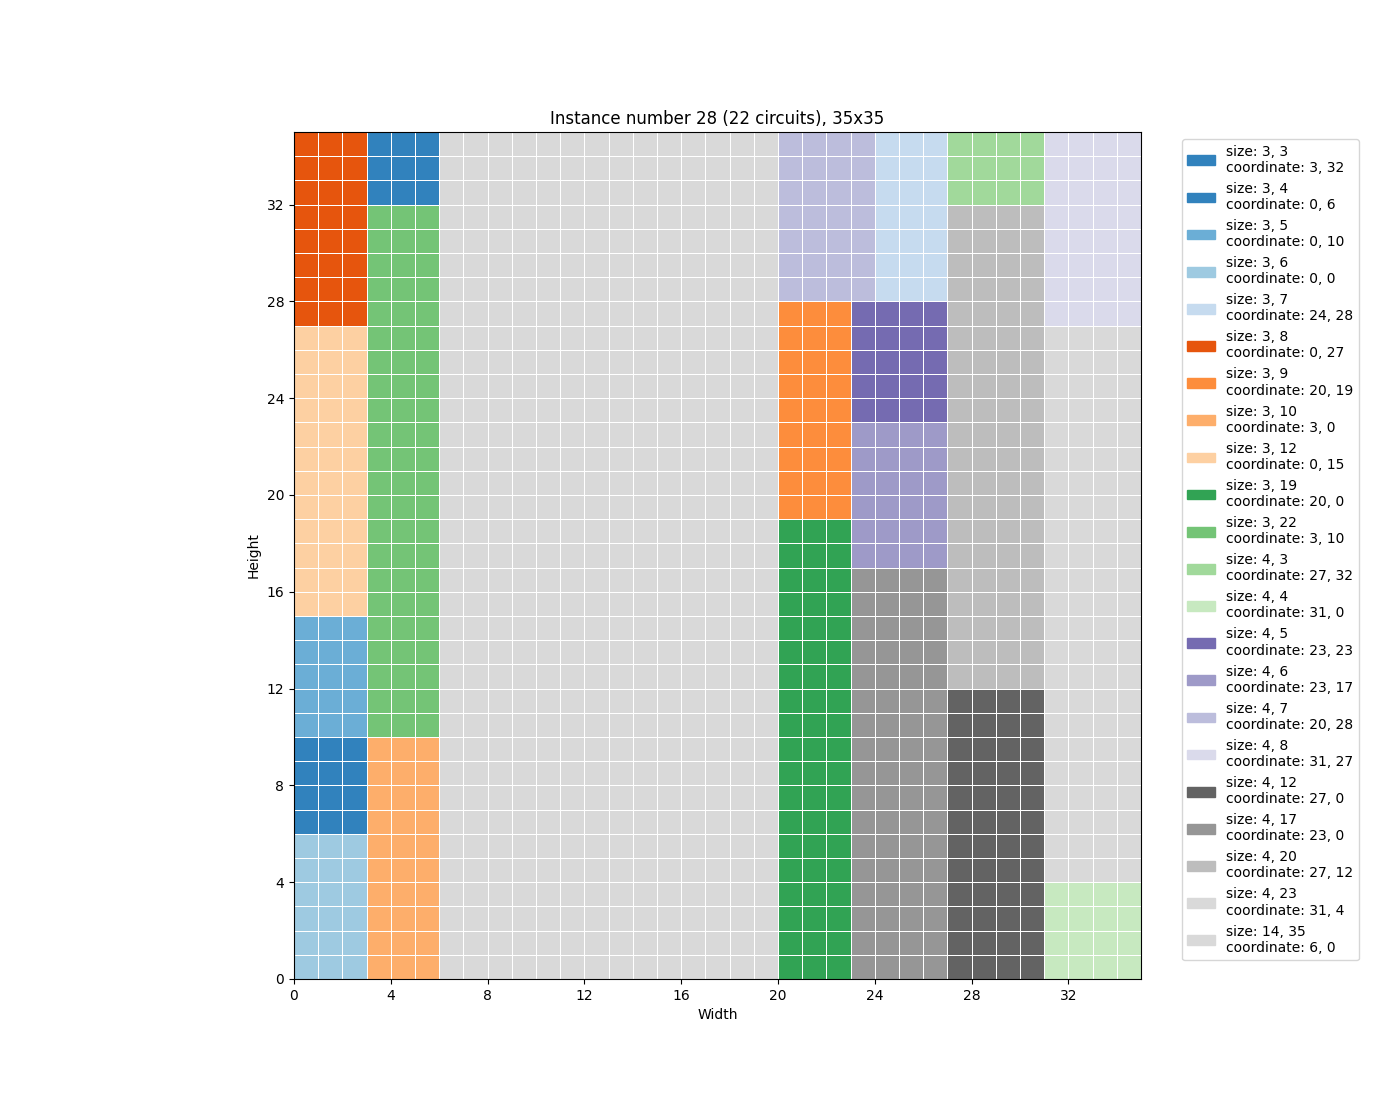 Instance number 28 (22 circuits), 35x35
Height
32
28
24
20
16
12
8
4
0
0 4 8 12 16 20 24 28 32
Width
size: 3, 3
coordinate: 3, 32
size: 3, 4
coordinate: 0, 6
size: 3, 5
coordinate: 0, 10
size: 3, 6
coordinate: 0, 0
size: 3, 7
coordinate: 24, 28
size: 3, 8
coordinate: 0, 27
size: 3, 9
coordinate: 20, 19
size: 3, 10
coordinate: 3, 0
size: 3, 12
coordinate: 0, 15
size: 3, 19
coordinate: 20, 0
size: 3, 22
coordinate: 3, 10
size: 4, 3
coordinate: 27, 32
size: 4, 4
coordinate: 31, 0
size: 4, 5
coordinate: 23, 23
size: 4, 6
coordinate: 23, 17
size: 4, 7
coordinate: 20, 28
size: 4, 8
coordinate: 31, 27
size: 4, 12
coordinate: 27, 0
size: 4, 17
coordinate: 23, 0
size: 4, 20
coordinate: 27, 12
size: 4, 23
coordinate: 31, 4
size: 14, 35
coordinate: 6, 0